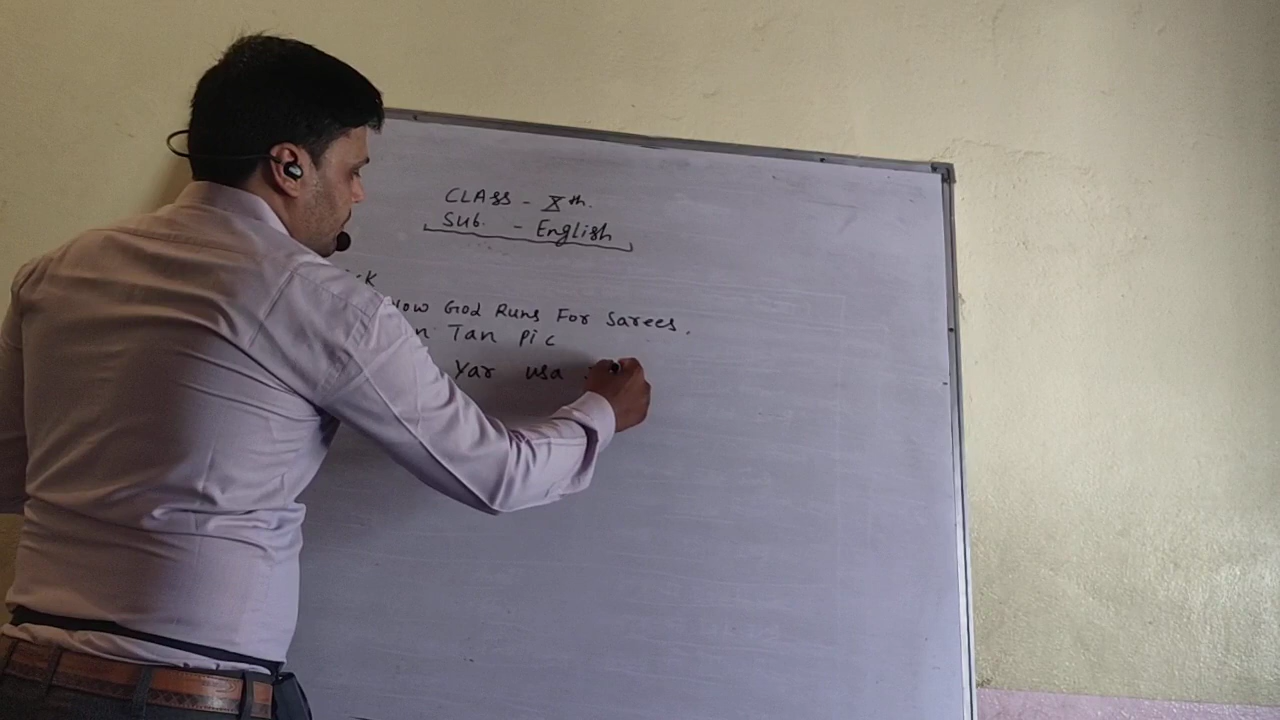 CLASS - Xth.
Sub. - English
How God Runs For Sarees.
Tan Pic
Yar usa